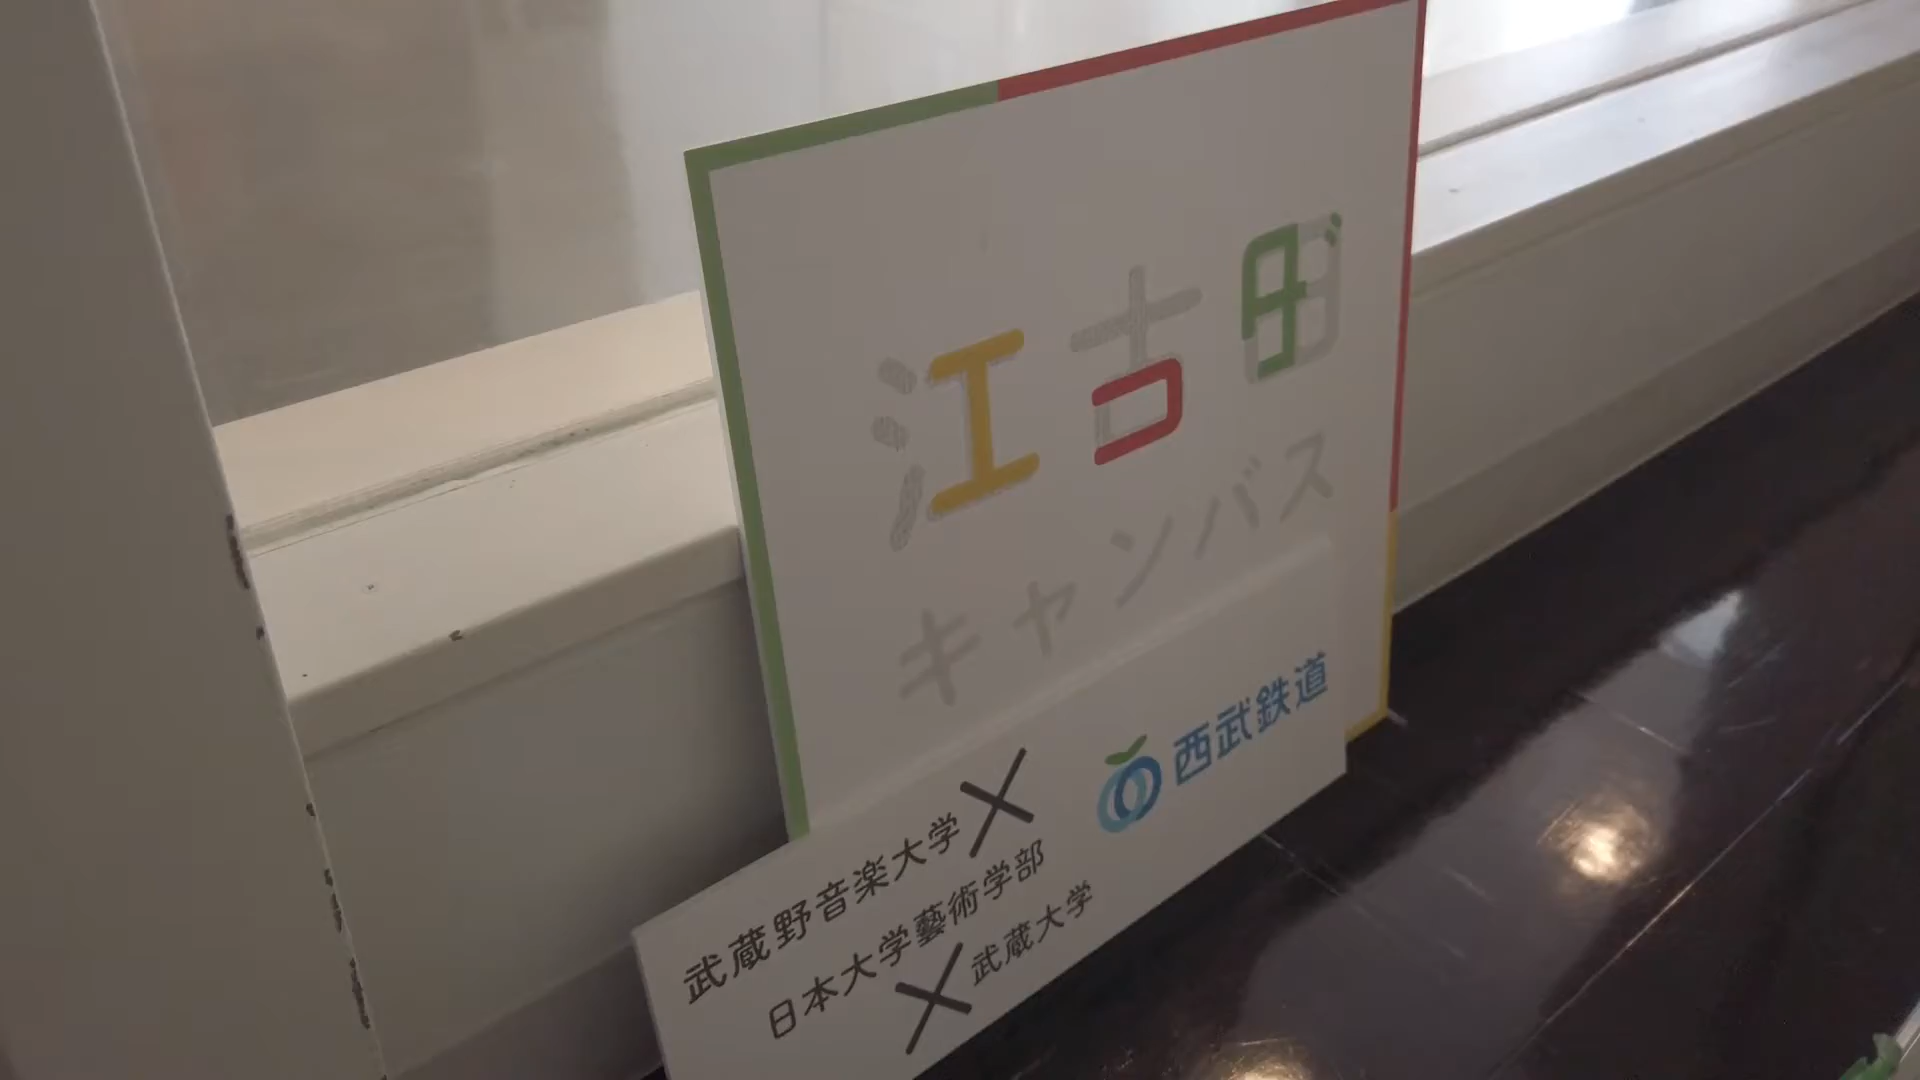 江古田
キャンバス
西武鉄道
武蔵野音楽大学×
日本大学藝術学部
×武蔵大学